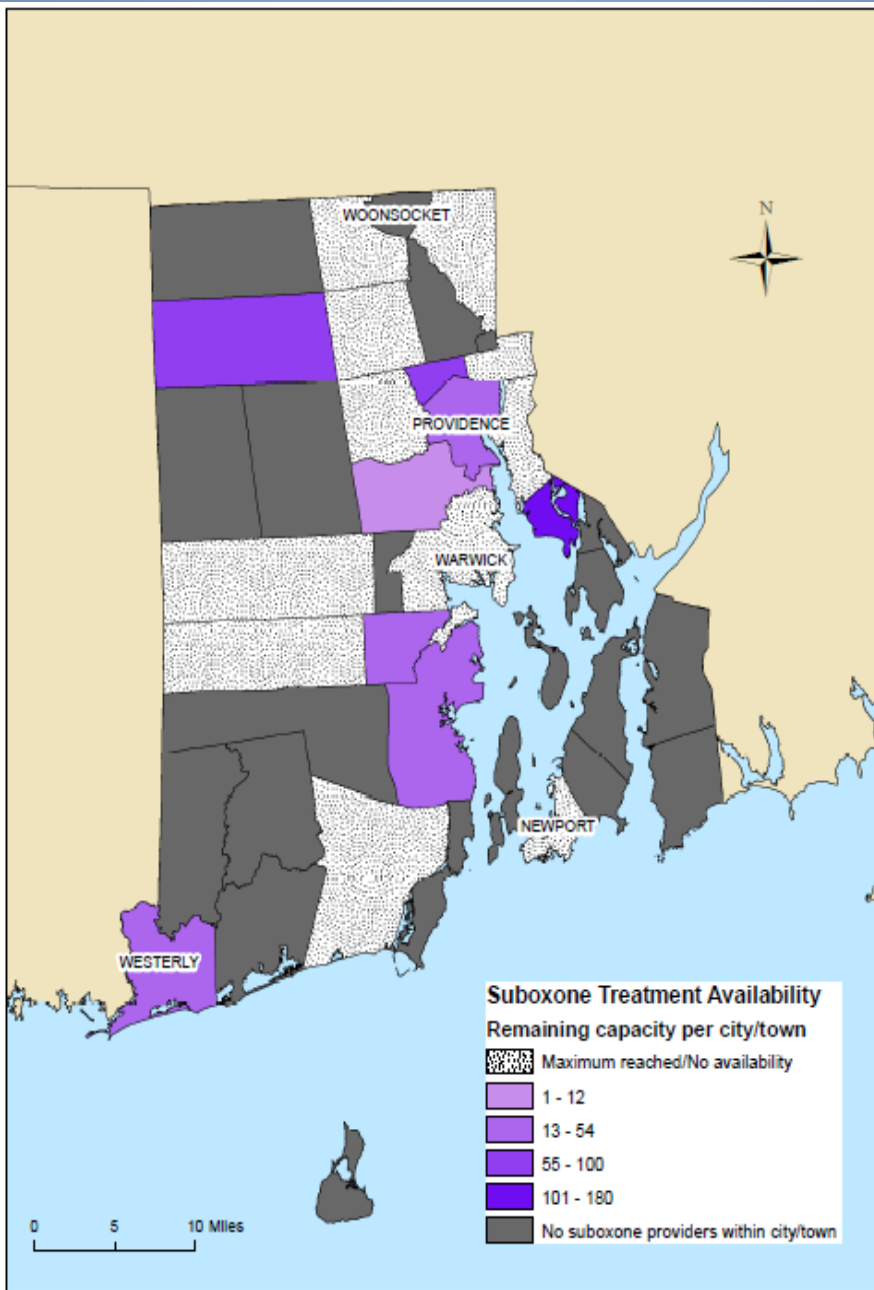 WOONSOCKET
N
PROVIDENCE
WARWICK
NEWPORT
WESTERLY
Suboxone Treatment Availability
Remaining capacity per city/town
Maximum reached/No availability
1 - 12
13 - 54
55 - 100
101 - 180
No suboxone providers within city/town
0 5 10 Miles